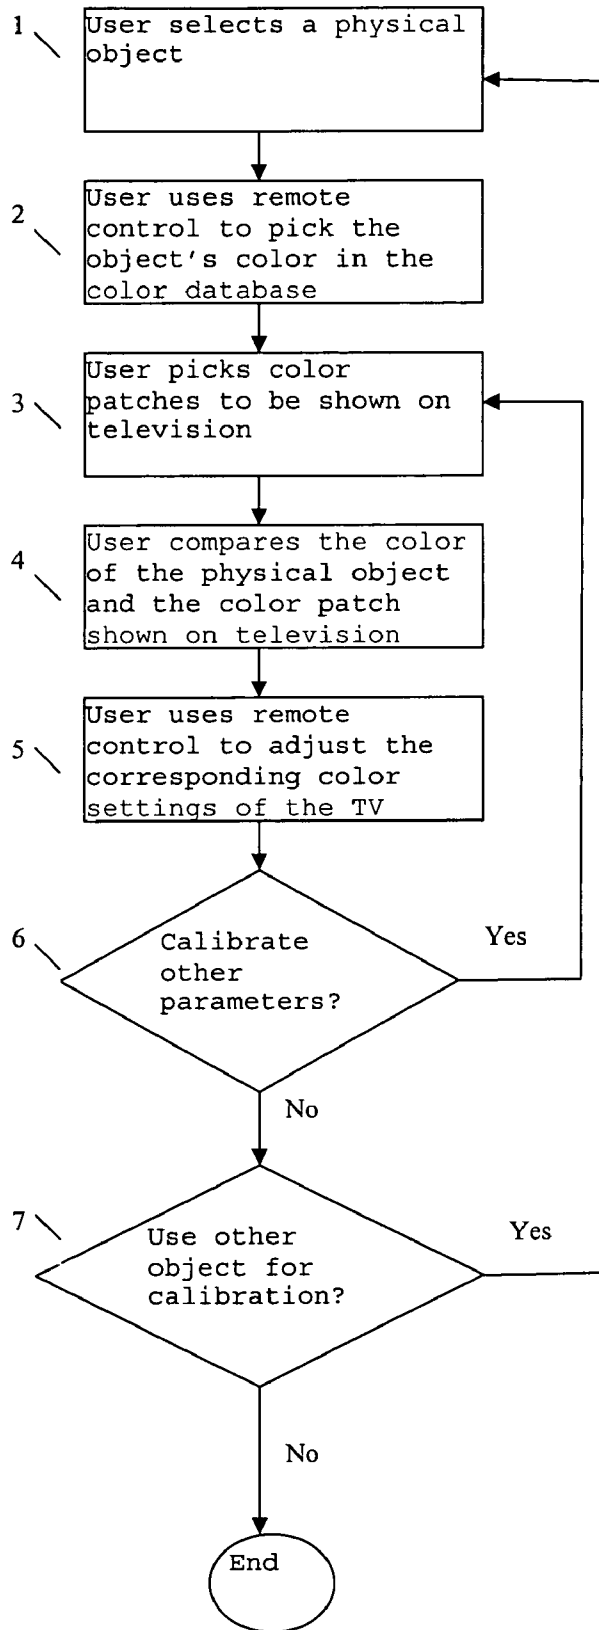 1
User selects a physical
object
2
User uses remote
control to pick the
object's color in the
color database
3
User picks color
patches to be shown on
television
4
User compares the color
of the physical object
and the color patch
shown on television
5
User uses remote
control to adjust the
corresponding color
settings of the TV
6
Calibrate
other
parameters?
Yes
No
7
Use other
object for
calibration?
Yes
No
End